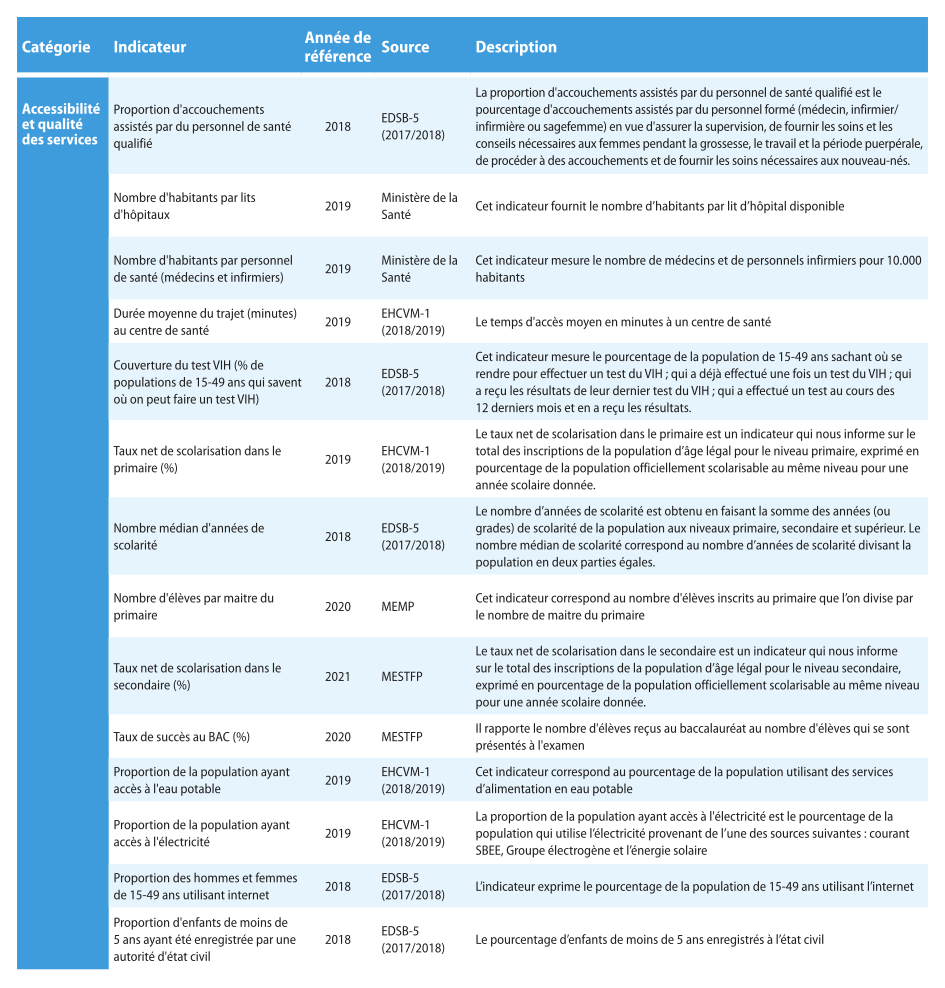 Catégorie
Indicateur
Année de
référence
Source
Description
Accessibilité
et qualité
des services
Proportion d'accouchements
assistés par du personnel de santé
qualifié
2018
EDSB-5
(2017/2018)
La proportion d'accouchements assistés par du personnel de santé qualifié est le
pourcentage d'accouchements assistés par du personnel formé (médecin, infirmier/
infirmière ou sagefemme) en vue d'assurer la supervision, de fournir les soins et les
conseils nécessaires aux femmes pendant la grossesse, le travail et la période puerpérale,
de procéder à des accouchements et de fournir les soins nécessaires aux nouveau-nés.
Nombre d'habitants par lits
d'hôpitaux
2019
Ministère de la
Santé
Cet indicateur fournit le nombre d’habitants par lit d’hôpital disponible
Nombre d'habitants par personnel
de santé (médecins et infirmiers)
2019
Ministère de la
Santé
Cet indicateur mesure le nombre de médecins et de personnels infirmiers pour 10.000
habitants
Durée moyenne du trajet (minutes)
au centre de santé
2019
EHCVM-1
(2018/2019)
Le temps d'accès moyen en minutes à un centre de santé
Couverture du test VIH (% de
populations de 15-49 ans qui savent
où on peut faire un test VIH)
2018
EDSB-5
(2017/2018)
Cet indicateur mesure le pourcentage de la population de 15-49 ans sachant où se
rendre pour effectuer un test du VIH ; qui a déjà effectué une fois un test du VIH ; qui
a reçu les résultats de leur dernier test du VIH ; qui a effectué un test au cours des
12 derniers mois et en a reçu les résultats.
Taux net de scolarisation dans le
primaire (%)
2019
EHCVM-1
(2018/2019)
Le taux net de scolarisation dans le primaire est un indicateur qui nous informe sur le
total des inscriptions de la population d’âge légal pour le niveau primaire, exprimé en
pourcentage de la population officiellement scolarisable au même niveau pour une
année scolaire donnée.
Nombre médian d'années de
scolarité
2018
EDSB-5
(2017/2018)
Le nombre d’années de scolarité est obtenu en faisant la somme des années (ou
grades) de scolarité de la population aux niveaux primaire, secondaire et supérieur. Le
nombre médian de scolarité correspond au nombre d’années de scolarité divisant la
population en deux parties égales.
Nombre d'élèves par maitre du
primaire
2020
MEMP
Cet indicateur correspond au nombre d'élèves inscrits au primaire que l’on divise par
le nombre de maitre du primaire
Taux net de scolarisation dans le
secondaire (%)
2021
MESTFP
Le taux net de scolarisation dans le secondaire est un indicateur qui nous informe
sur le total des inscriptions de la population d’âge légal pour le niveau secondaire,
exprimé en pourcentage de la population officiellement scolarisable au même niveau
pour une année scolaire donnée.
Taux de succès au BAC (%)
2020
MESTFP
Il rapporte le nombre d'élèves reçus au baccalauréat au nombre d'élèves qui se sont
présentés à l'examen
Proportion de la population ayant
accès à l'eau potable
2019
EHCVM-1
(2018/2019)
Cet indicateur correspond au pourcentage de la population utilisant des services
d’alimentation en eau potable
Proportion de la population ayant
accès à l'électricité
2019
EHCVM-1
(2018/2019)
La proportion de la population ayant accès à l'électricité est le pourcentage de la
population qui utilise l’électricité provenant de l’une des sources suivantes : courant
SBEE, Groupe électrogène et l’énergie solaire
Proportion des hommes et femmes
de 15-49 ans utilisant internet
2018
EDSB-5
(2017/2018)
L’indicateur exprime le pourcentage de la population de 15-49 ans utilisant l’internet
Proportion d'enfants de moins de
5 ans ayant été enregistrée par une
autorité d'état civil
2018
EDSB-5
(2017/2018)
Le pourcentage d’enfants de moins de 5 ans enregistrés à l’état civil